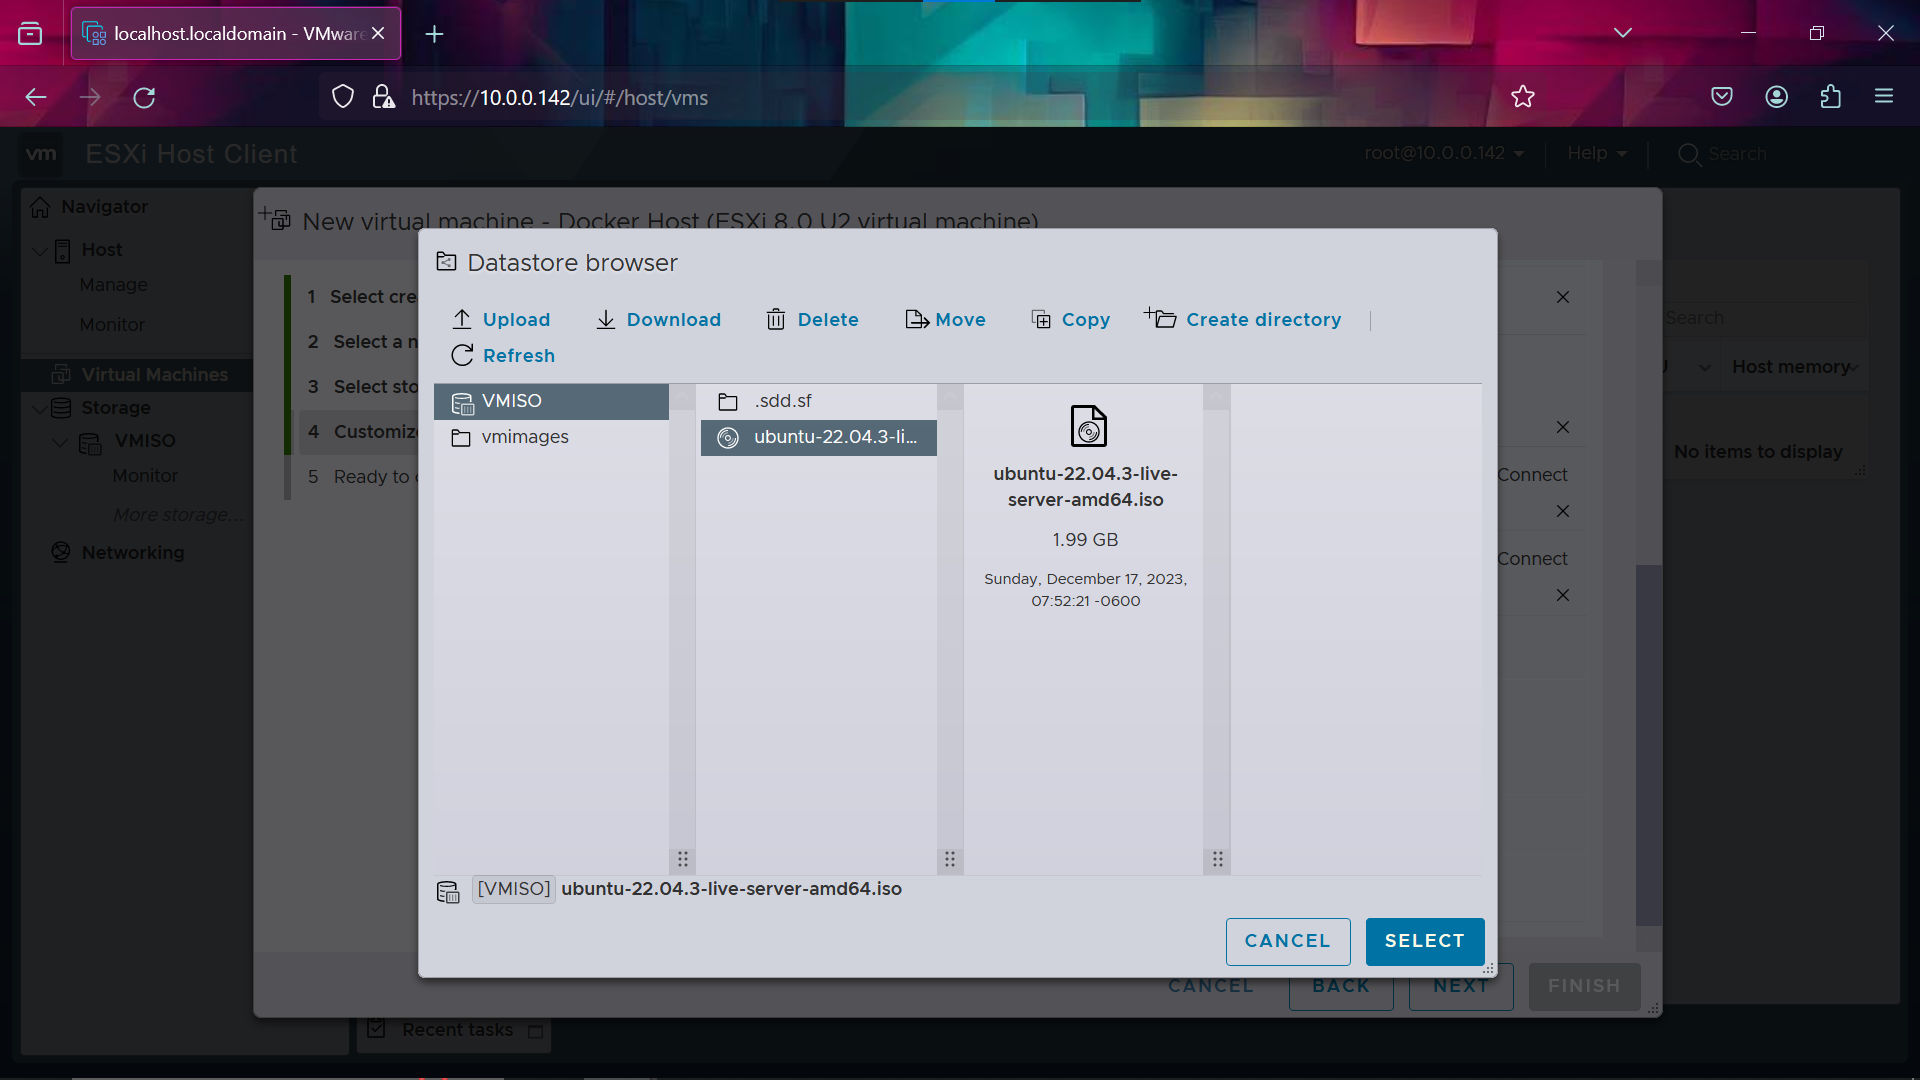 localhost.localdomain - VMware
https://10.0.0.142/ui/#/host/vms
vm ESXi Host Client
root@10.0.0.142
Help
Search
Navigator
Host
Manage
Monitor
Virtual Machines
Storage
VMISO
Monitor
More storage...
Networking
New virtual machine - Docker Host (ESXi 8.0 U2 virtual machine)
1 Select cre
2 Select a n
3 Select sto
4 Customize
5 Ready to
Datastore browser
Upload
Download
Delete
Move
Copy
Create directory
Refresh
VMISO
vmimages
.sdd.sf
ubuntu-22.04.3-li...
ubuntu-22.04.3-live-
server-amd64.iso
1.99 GB
Sunday, December 17, 2023,
07:52:21 -0600
[VMISO] ubuntu-22.04.3-live-server-amd64.iso
CANCEL
SELECT
Connect
Connect
CANCEL
BACK
NEXT
FINISH
Search
Host memory
No items to display
Recent tasks